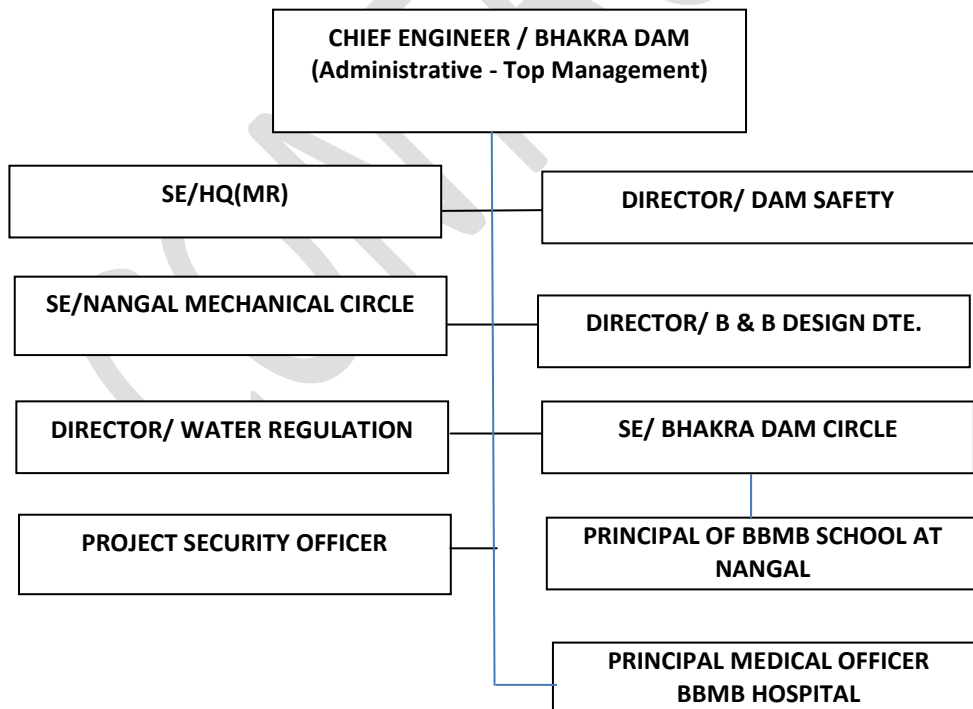 CHIEF ENGINEER / BHAKRA DAM
(Administrative - Top Management)
SE/HQ(MR)
DIRECTOR/ DAM SAFETY
SE/NANGAL MECHANICAL CIRCLE
DIRECTOR/ B & B DESIGN DTE.
DIRECTOR/ WATER REGULATION
SE/ BHAKRA DAM CIRCLE
PROJECT SECURITY OFFICER
PRINCIPAL OF BBMB SCHOOL AT
NANGAL
PRINCIPAL MEDICAL OFFICER
BBMB HOSPITAL